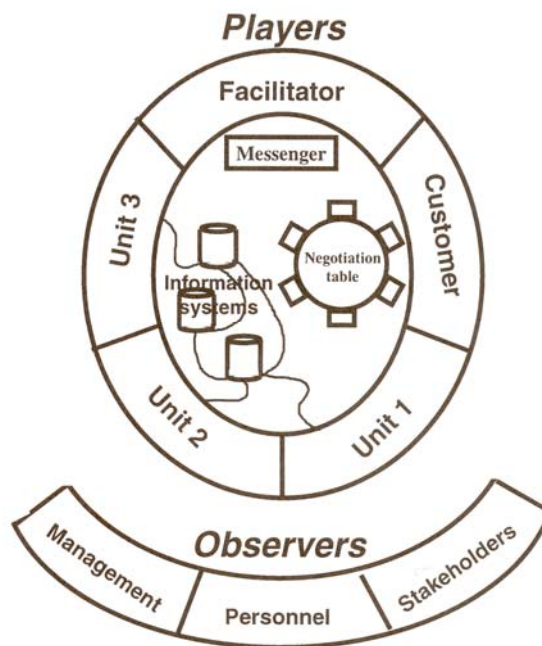 Players
Facilitator
Messenger
Unit 3
Customer
Negotiation
table
Information
systems
Unit 2
Unit 1
Observers
Management
Personnel
Stakeholders